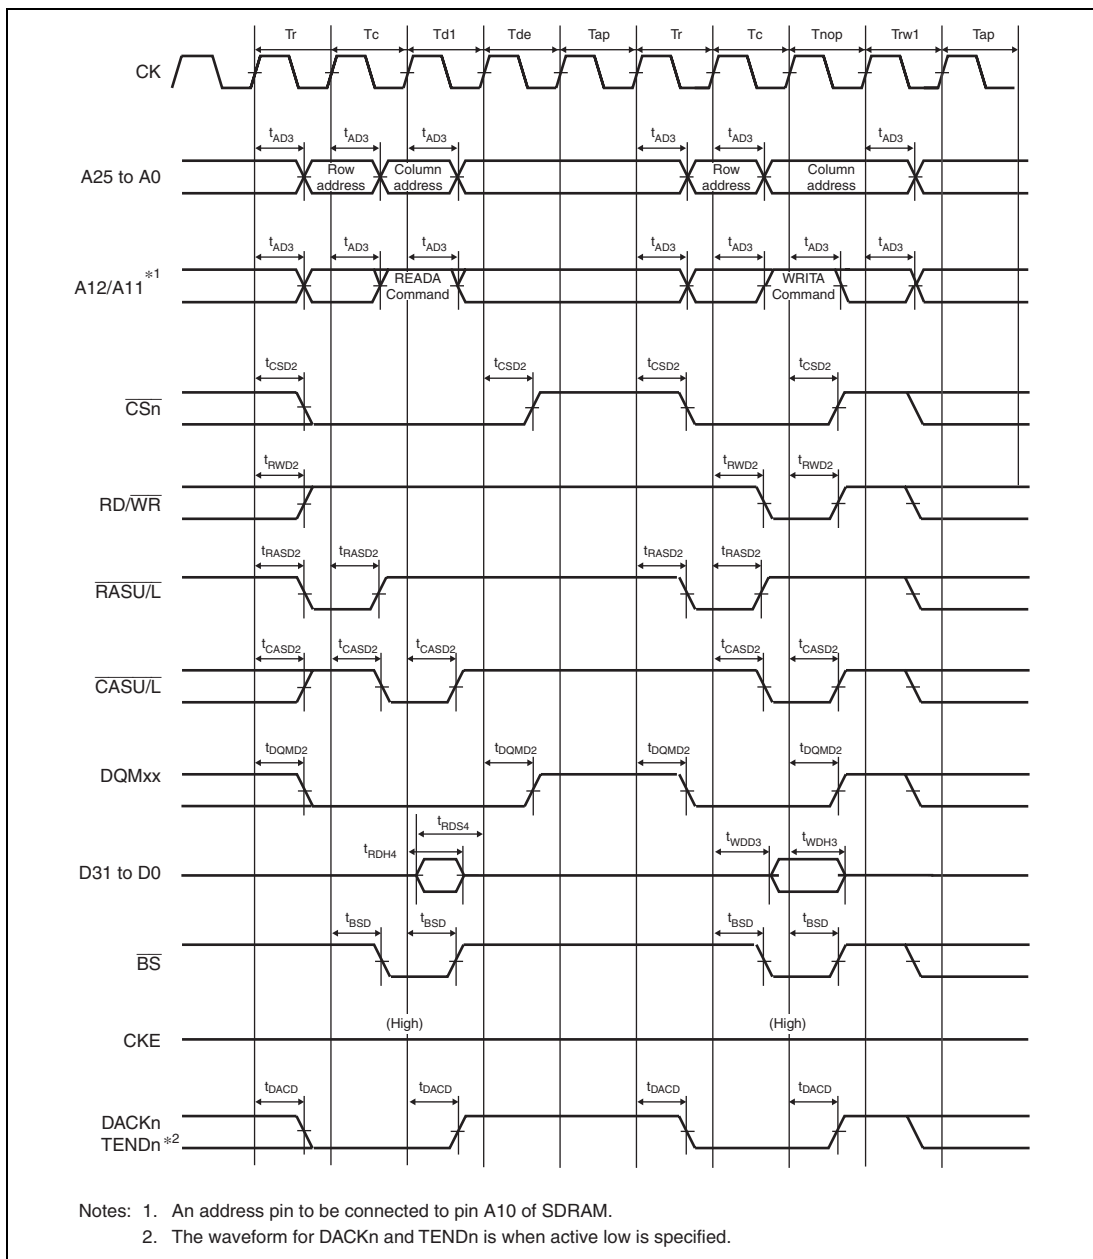 Tr Tc Td1 Tde Tap Tr Tc Tnop Trw1 Tap
CK
tAD3 tAD3 tAD3 tAD3 tAD3 tAD3
A25 to A0
Row address
Column address
Row address
Column address
tAD3 tAD3 tAD3 tAD3 tAD3 tAD3 tAD3
A12/A11 *1
READA Command
WRITA Command
tCSD2 tCSD2 tCSD2 tCSD2
CSn
tRWD2 tRWD2 tRWD2
RD/WR
tRASD2 tRASD2 tRASD2 tRASD2
RASU/L
tCASD2 tCASD2 tCASD2 tCASD2 tCASD2
CASU/L
tDQMD2 tDQMD2 tDQMD2 tDQMD2
DQMxx
tRDS4
tRDH4 tWDD3 tWDH3
D31 to D0
tBSD tBSD tBSD tBSD
BS
(High) (High)
CKE
tDACD tDACD tDACD tDACD
DACKn
TENDn *2
Notes: 1. An address pin to be connected to pin A10 of SDRAM.
2. The waveform for DACKn and TENDn is when active low is specified.